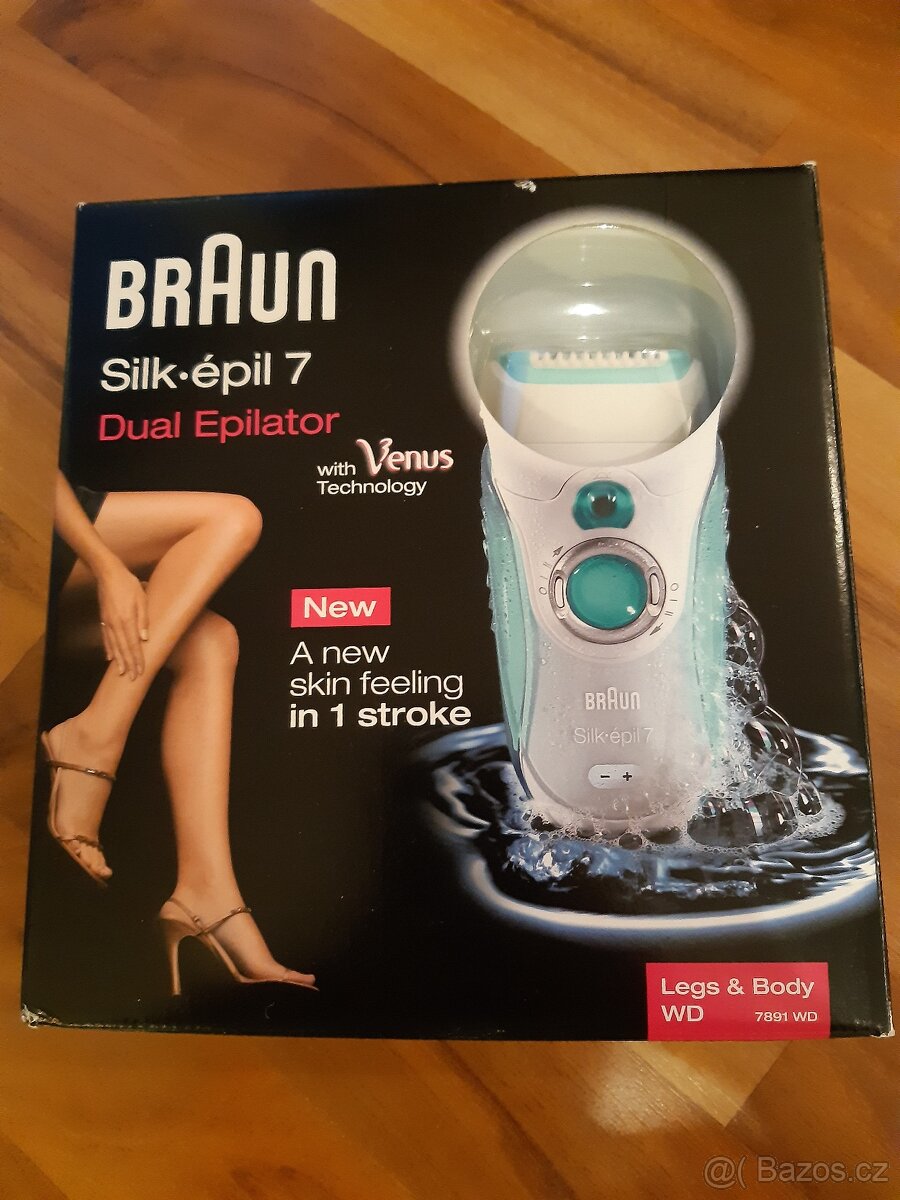 BRAUN
Silk·épil 7
Dual Epilator
with Venus
Technology
New
A new
skin feeling
in 1 stroke
BRAUN
Silk·épil 7
- +
Legs & Body
WD 7891 WD
@( Bazos.cz